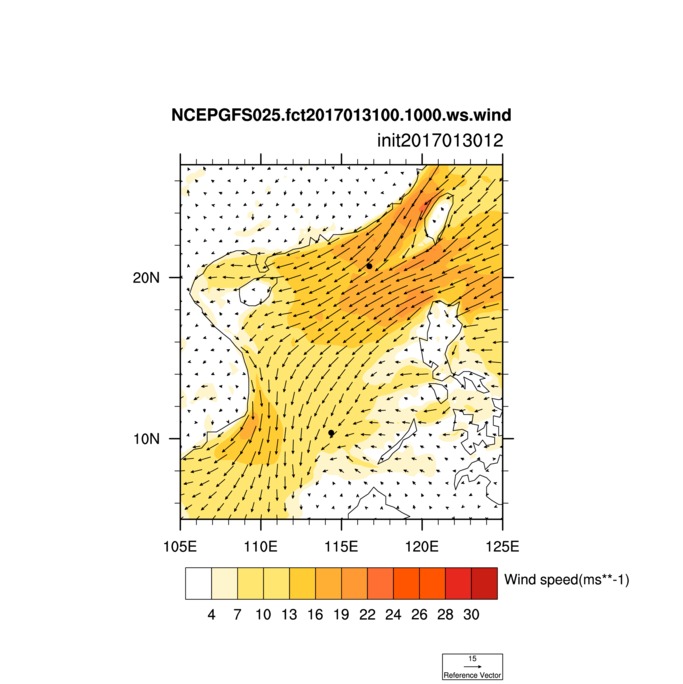 NCEPGFS025.fct2017013100.1000.ws.wind
init2017013012
20N
10N
105E 110E 115E 120E 125E
Wind speed(ms**-1)
4 7 10 13 16 19 22 24 26 28 30
15
Reference Vector